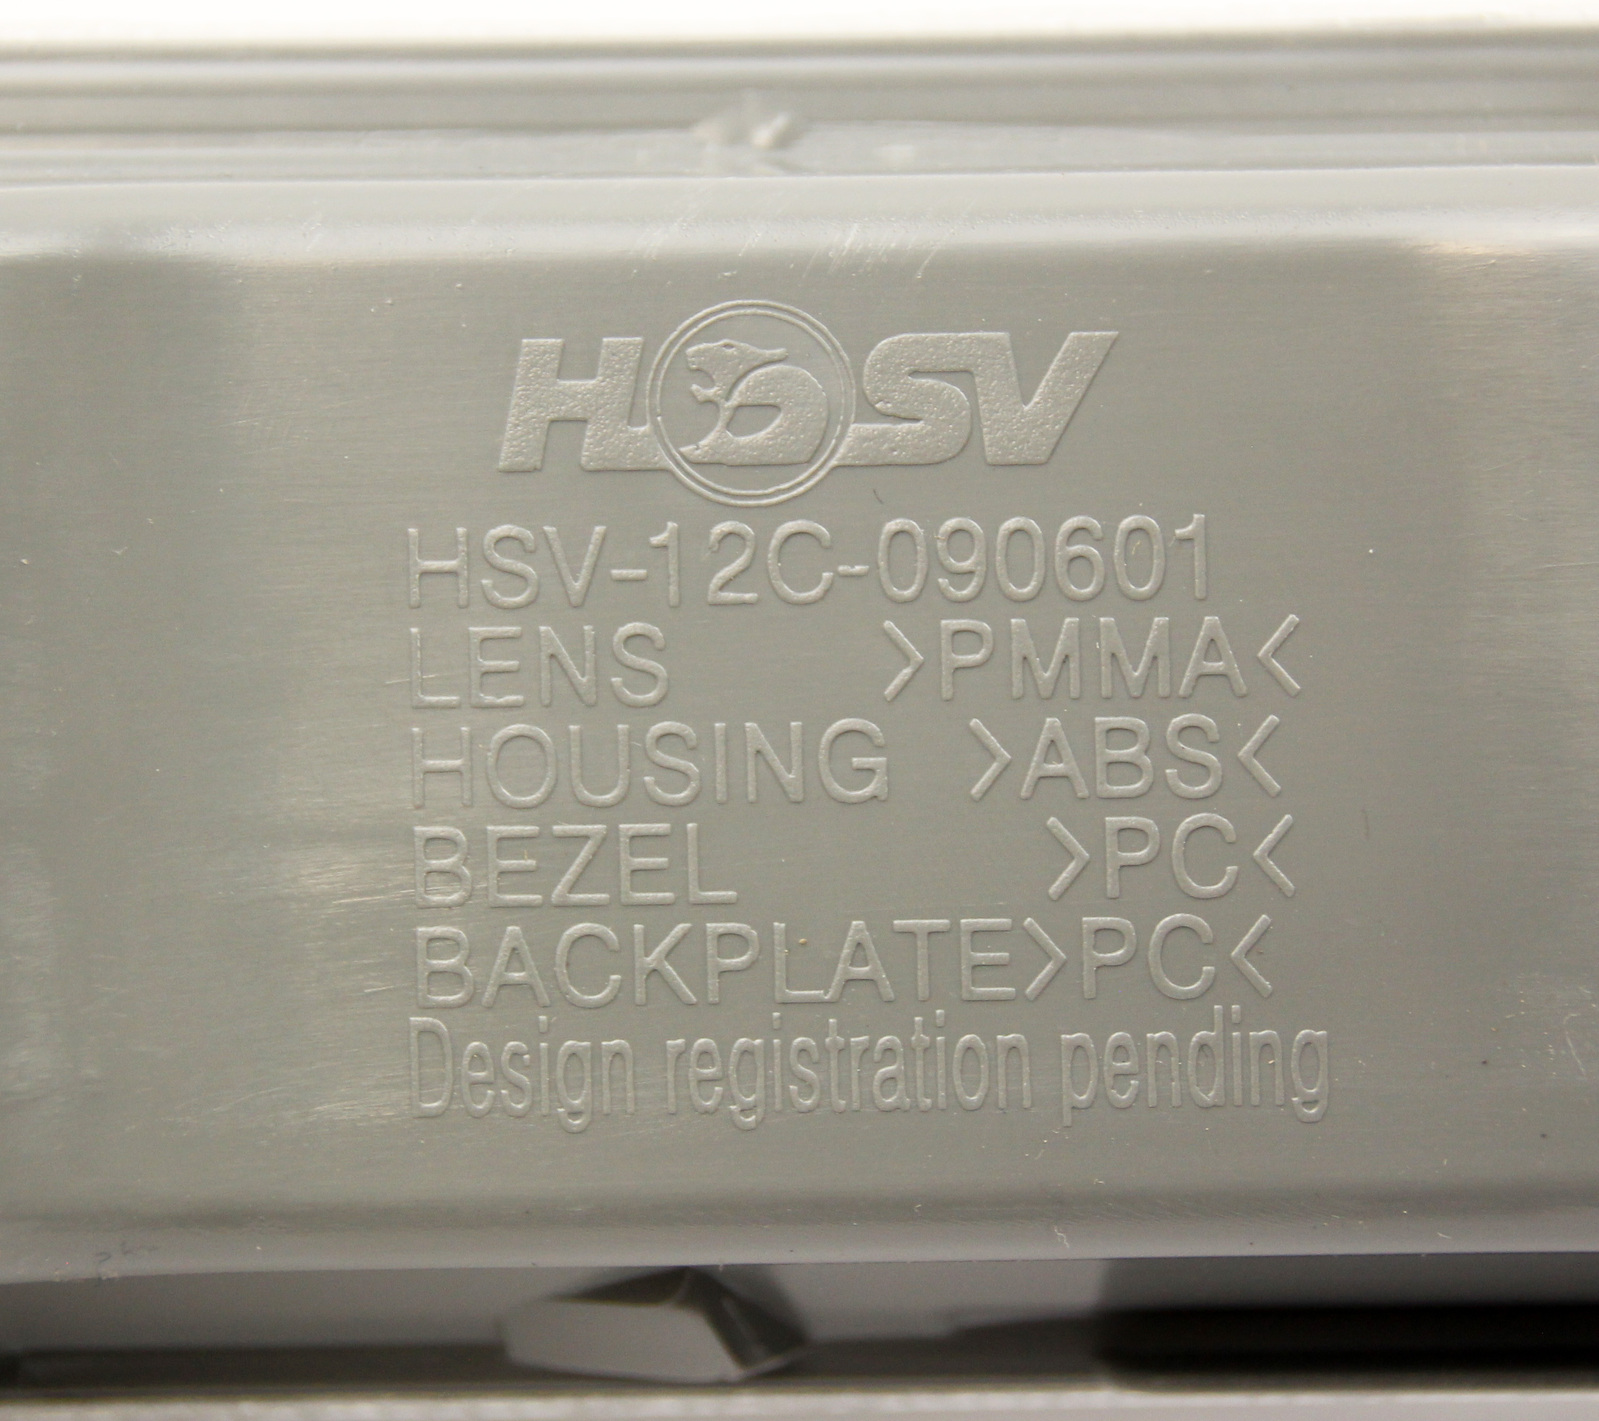 HSV
HSV-12C-090601
LENS >PMMA<
HOUSING >ABS<
BEZEL >PC<
BACKPLATE>PC<
Design registration pending